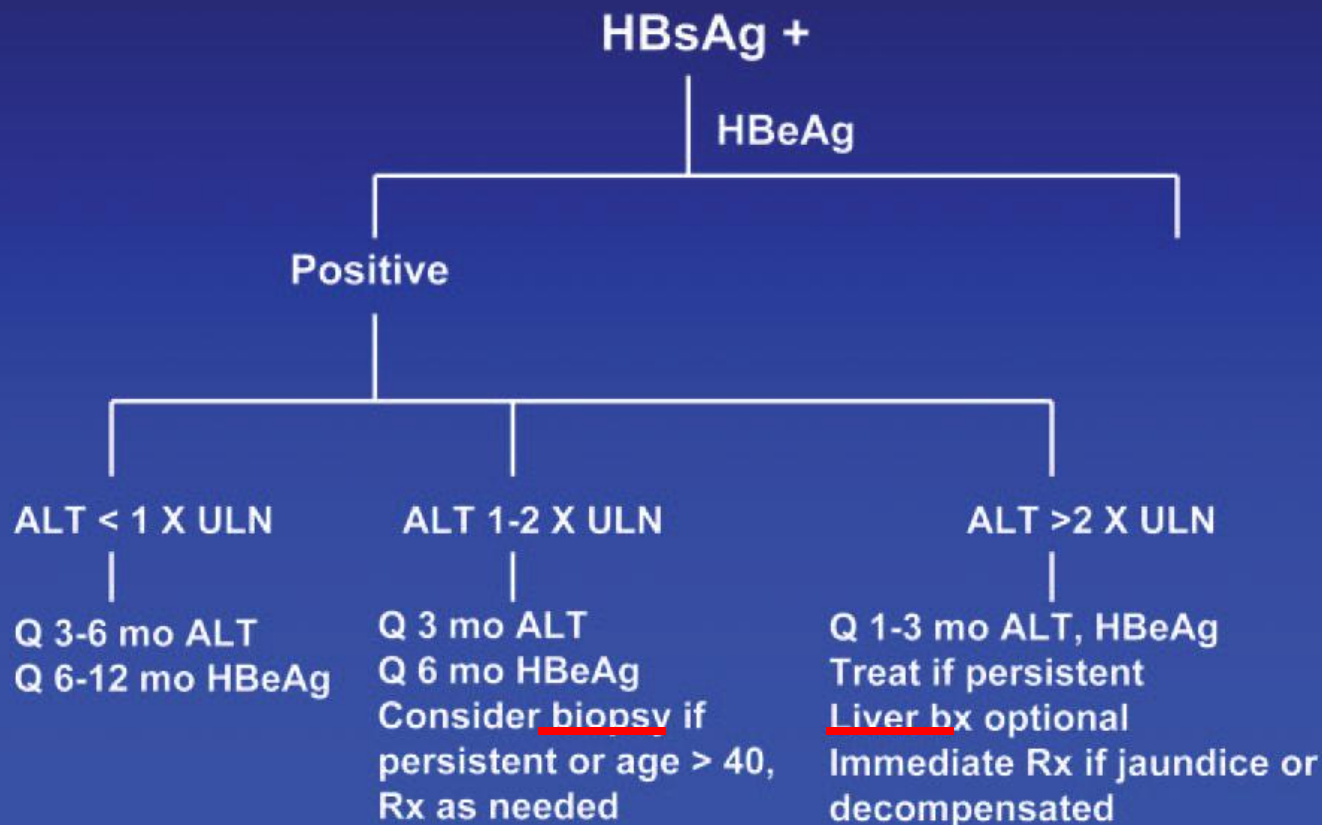 HBsAg +
HBeAg
Positive
ALT < 1 X ULN
Q 3-6 mo ALT
Q 6-12 mo HBeAg
ALT 1-2 X ULN
Q 3 mo ALT
Q 6 mo HBeAg
Consider biopsy if
persistent or age > 40,
Rx as needed
ALT >2 X ULN
Q 1-3 mo ALT, HBeAg
Treat if persistent
Liver bx optional
Immediate Rx if jaundice or
decompensated